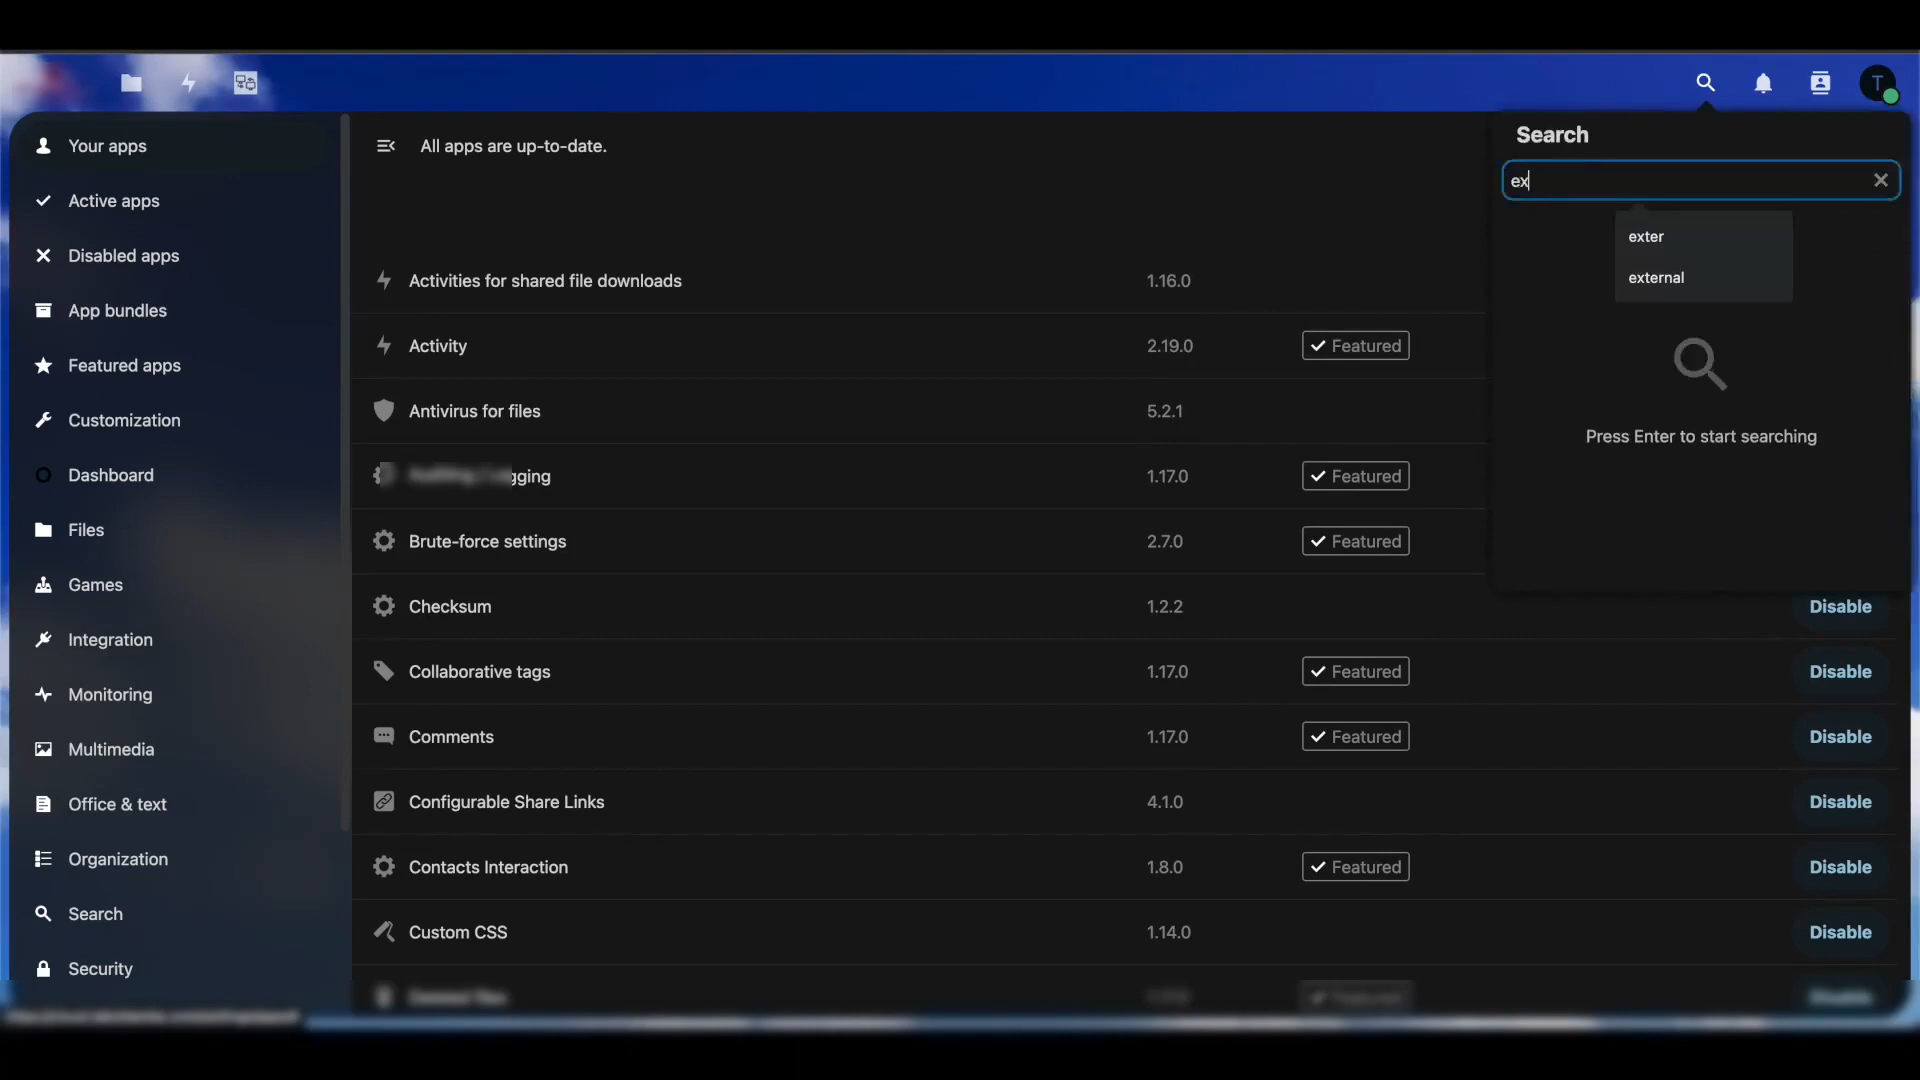 T
Search
ex
exter
external
Press Enter to start searching
Your apps
Active apps
Disabled apps
App bundles
Featured apps
Customization
Dashboard
Files
Games
Integration
Monitoring
Multimedia
Office & text
Organization
Search
Security
All apps are up-to-date.
Activities for shared file downloads 1.16.0
Activity 2.19.0 Featured
Antivirus for files 5.2.1
gging 1.17.0 Featured
Brute-force settings 2.7.0 Featured
Checksum 1.2.2 Disable
Collaborative tags 1.17.0 Featured Disable
Comments 1.17.0 Featured Disable
Configurable Share Links 4.1.0 Disable
Contacts Interaction 1.8.0 Featured Disable
Custom CSS 1.14.0 Disable